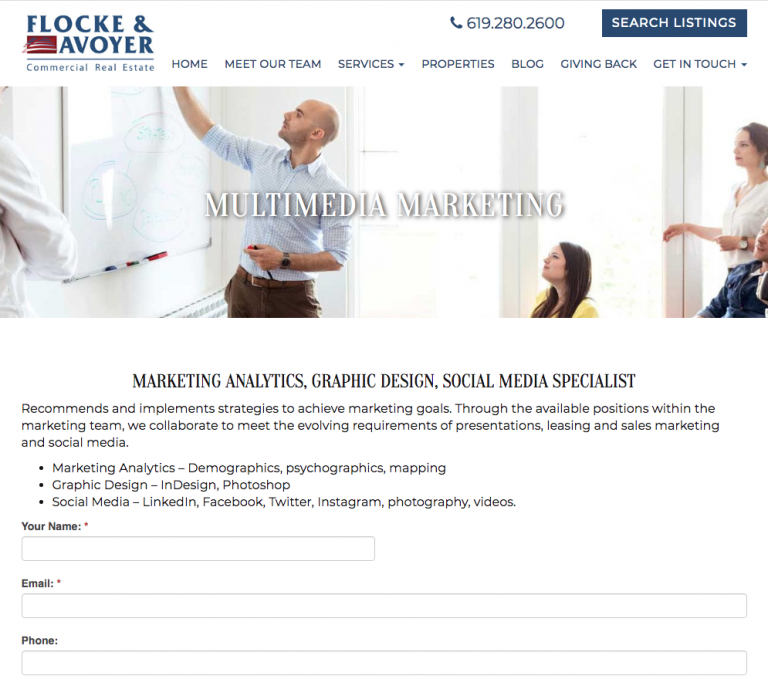 FLOCKE &
AVOYER
Commercial Real Estate
619.280.2600
SEARCH LISTINGS
HOME MEET OUR TEAM SERVICES PROPERTIES BLOG GIVING BACK GET IN TOUCH
MULTIMEDIA MARKETING
MARKETING ANALYTICS, GRAPHIC DESIGN, SOCIAL MEDIA SPECIALIST
Recommends and implements strategies to achieve marketing goals. Through the available positions within the
marketing team, we collaborate to meet the evolving requirements of presentations, leasing and sales marketing
and social media.
• Marketing Analytics – Demographics, psychographics, mapping
• Graphic Design – InDesign, Photoshop
• Social Media – LinkedIn, Facebook, Twitter, Instagram, photography, videos.
Your Name: *
Email: *
Phone: